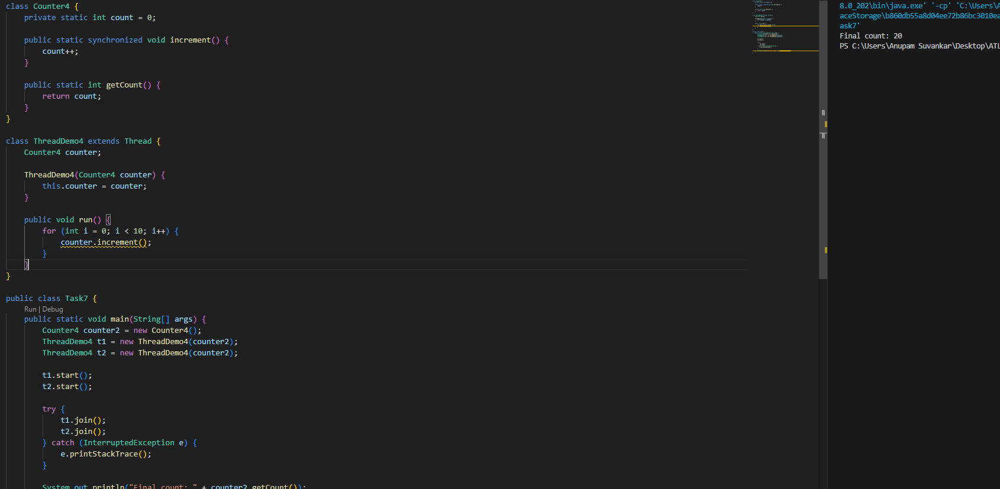 class Counter4 {
    private static int count = 0;
    public static synchronized void increment() {
        count++;
    }
    public static int getCount() {
        return count;
    }
}
class ThreadDemo4 extends Thread {
    Counter4 counter;
    ThreadDemo4(Counter4 counter) {
        this.counter = counter;
    }
    public void run() {
        for (int i = 0; i < 10; i++) {
            counter.increment();
        }
    }
}
public class Task7 {
    Run | Debug
    public static void main(String[] args) {
        Counter4 counter2 = new Counter4();
        ThreadDemo4 t1 = new ThreadDemo4(counter2);
        ThreadDemo4 t2 = new ThreadDemo4(counter2);
        t1.start();
        t2.start();
        try {
            t1.join();
            t2.join();
        } catch (InterruptedException e) {
            e.printStackTrace();
        }
        System.out.println("Final count: " + counter2.getCount());
8.0_202\bin\java.exe' '-cp' 'C:\Users\A
aceStorage\b860db55a8d04ee72b86bc3010ea
ask7'
Final count: 20
PS C:\Users\Anupam Suvankar\Desktop\ATL